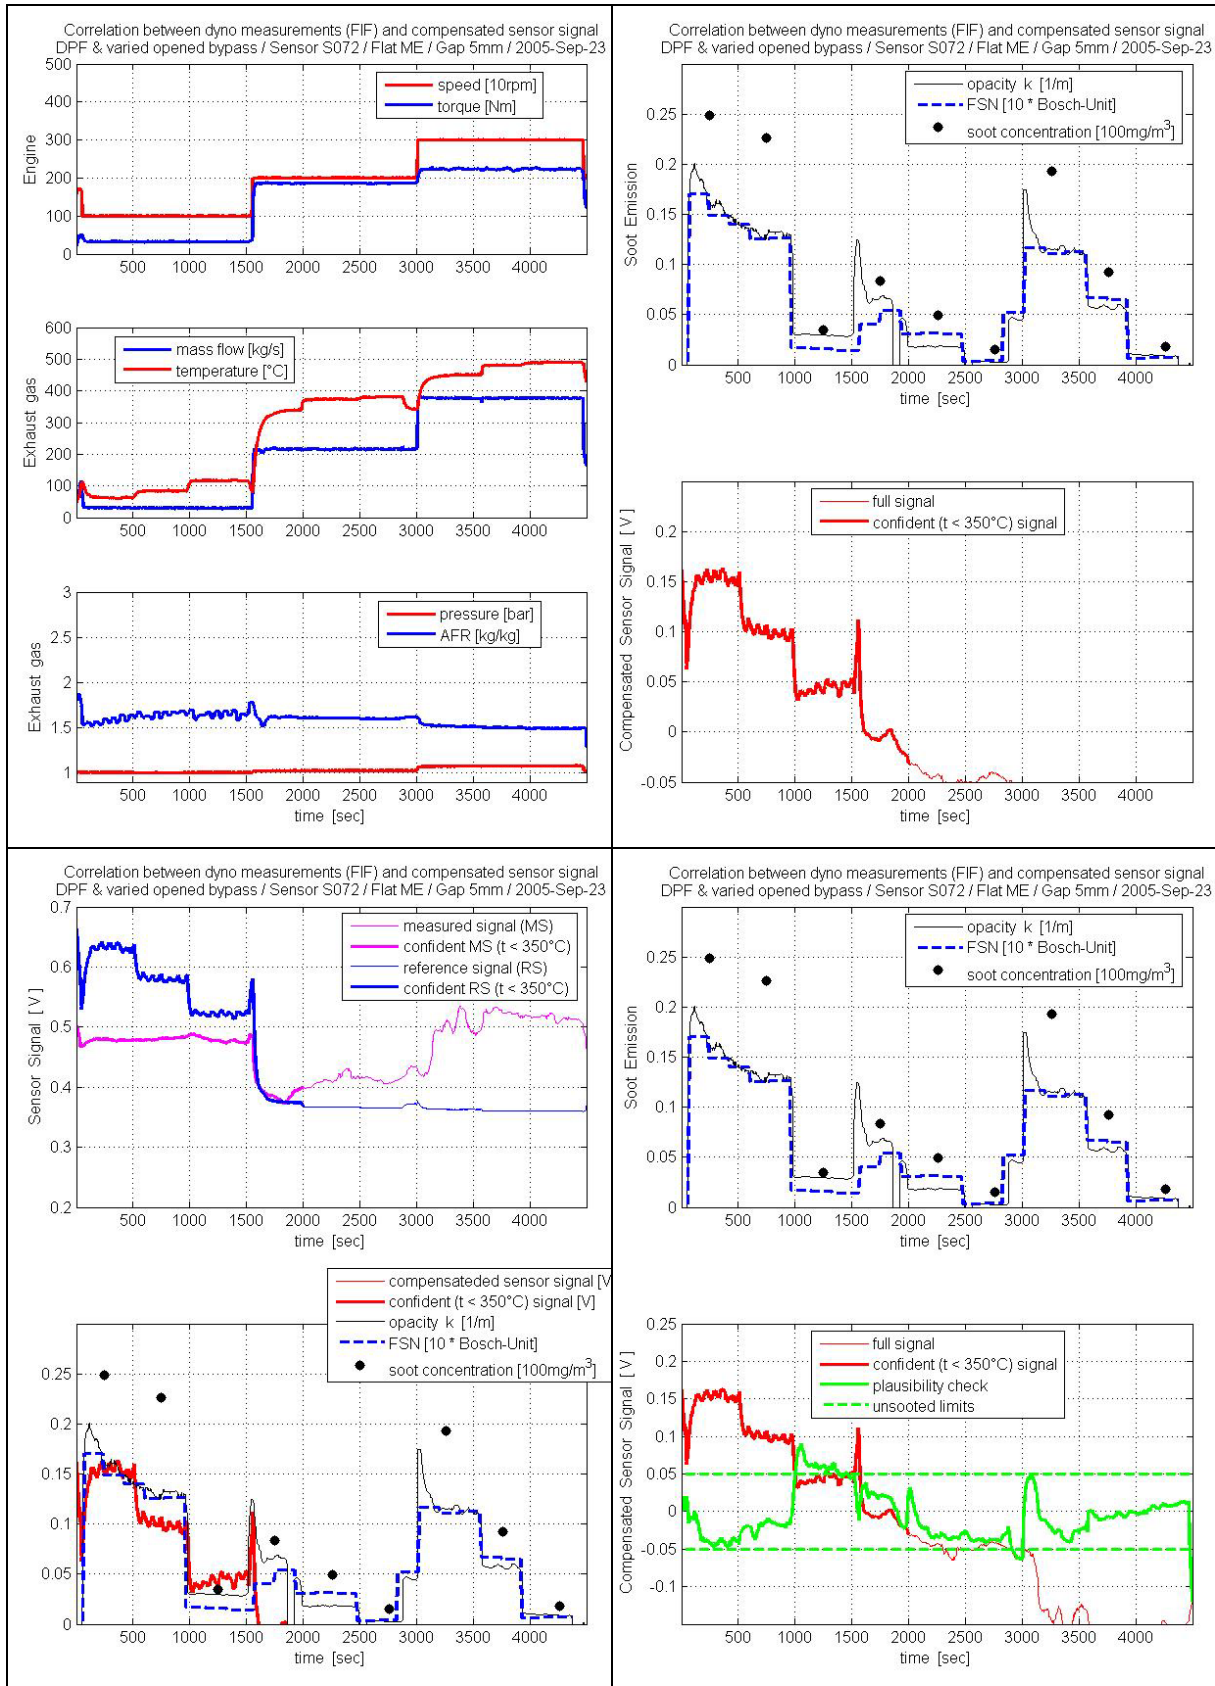 Correlation between dyno measurements (FIF) and compensated sensor signal
DPF & varied opened bypass / Sensor S072 / Flat ME / Gap 5mm / 2005-Sep-23
500
400
300
200
100
0
Engine
speed [10rpm]
torque [Nm]
500 1000 1500 2000 2500 3000 3500 4000
600
500
400
300
200
100
0
Exhaust gas
mass flow [kg/s]
temperature [°C]
500 1000 1500 2000 2500 3000 3500 4000
3
2.5
2
1.5
1
Exhaust gas
pressure [bar]
AFR [kg/kg]
500 1000 1500 2000 2500 3000 3500 4000
time [sec]
Correlation between dyno measurements (FIF) and compensated sensor signal
DPF & varied opened bypass / Sensor S072 / Flat ME / Gap 5mm / 2005-Sep-23
0.25
0.2
0.15
0.1
0.05
0
Soot Emission
opacity k [1/m]
FSN [10 * Bosch-Unit]
soot concentration [100mg/m³]
500 1000 1500 2000 2500 3000 3500 4000
time [sec]
0.2
0.15
0.1
0.05
0
-0.05
Compensated Sensor Signal [ V ]
full signal
confident (t < 350°C) signal
500 1000 1500 2000 2500 3000 3500 4000
time [sec]
Correlation between dyno measurements (FIF) and compensated sensor signal
DPF & varied opened bypass / Sensor S072 / Flat ME / Gap 5mm / 2005-Sep-23
0.7
0.6
0.5
0.4
0.3
0.2
Sensor Signal [ V ]
measured signal (MS)
confident MS (t < 350°C)
reference signal (RS)
confident RS (t < 350°C)
500 1000 1500 2000 2500 3000 3500 4000
time [sec]
compensateded sensor signal [V
confident (t < 350°C) signal [V]
opacity k [1/m]
FSN [10 * Bosch-Unit]
soot concentration [100mg/m³]
0.25
0.2
0.15
0.1
0.05
0
500 1000 1500 2000 2500 3000 3500 4000
time [sec]
Correlation between dyno measurements (FIF) and compensated sensor signal
DPF & varied opened bypass / Sensor S072 / Flat ME / Gap 5mm / 2005-Sep-23
0.25
0.2
0.15
0.1
0.05
0
Soot Emission
opacity k [1/m]
FSN [10 * Bosch-Unit]
soot concentration [100mg/m³]
500 1000 1500 2000 2500 3000 3500 4000
time [sec]
0.25
0.2
0.15
0.1
0.05
0
-0.05
-0.1
Compensated Sensor Signal [ V ]
full signal
confident (t < 350°C) signal
plausibility check
unsooted limits
500 1000 1500 2000 2500 3000 3500 4000
time [sec]